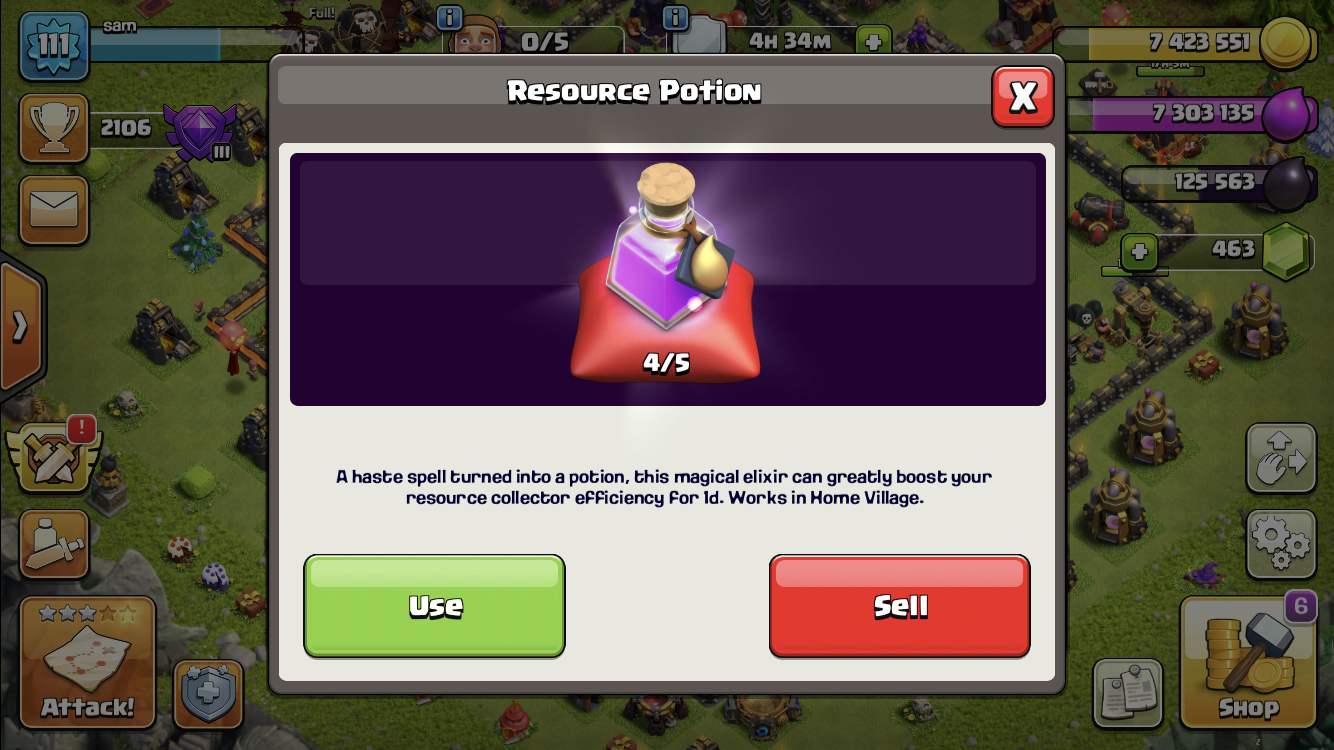 111
sam
Full!
0/5
4H 34M
7 423 551
Resource Potion
X
2106
III
7 303 135
125 563
463
4/5
!
A haste spell turned into a potion, this magical elixir can greatly boost your
resource collector efficiency for 1d. Works in Home Village.
Use
Sell
6
Attack!
Shop